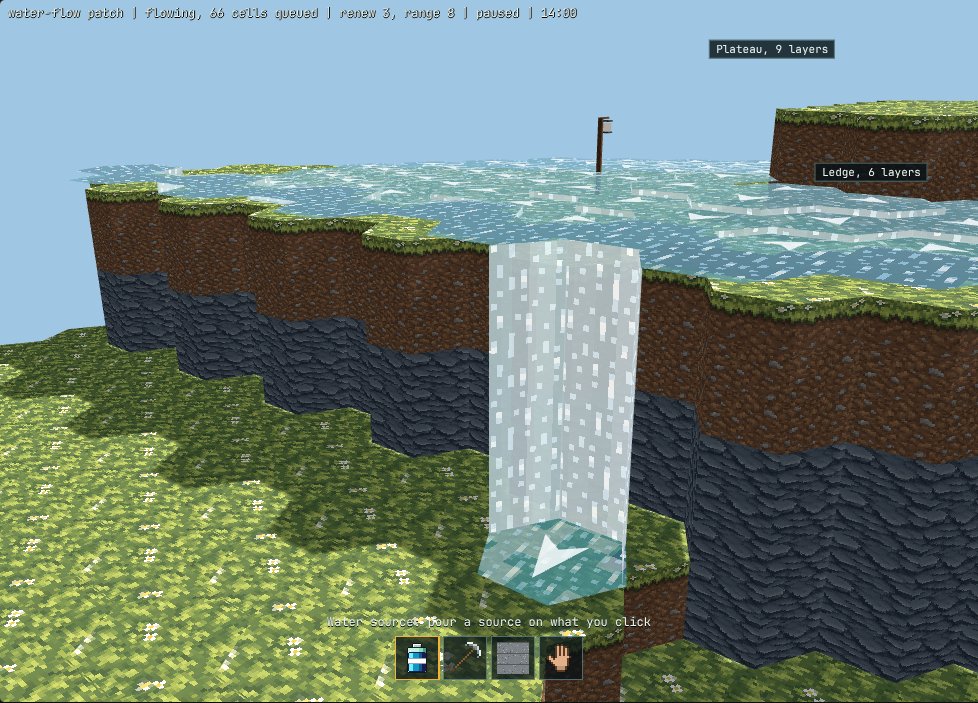 water-flow patch | flowing, 66 cells queued | renew 3, range 8 | paused | 14:00
Plateau, 9 layers
Ledge, 6 layers
Water source: pour a source on what you click